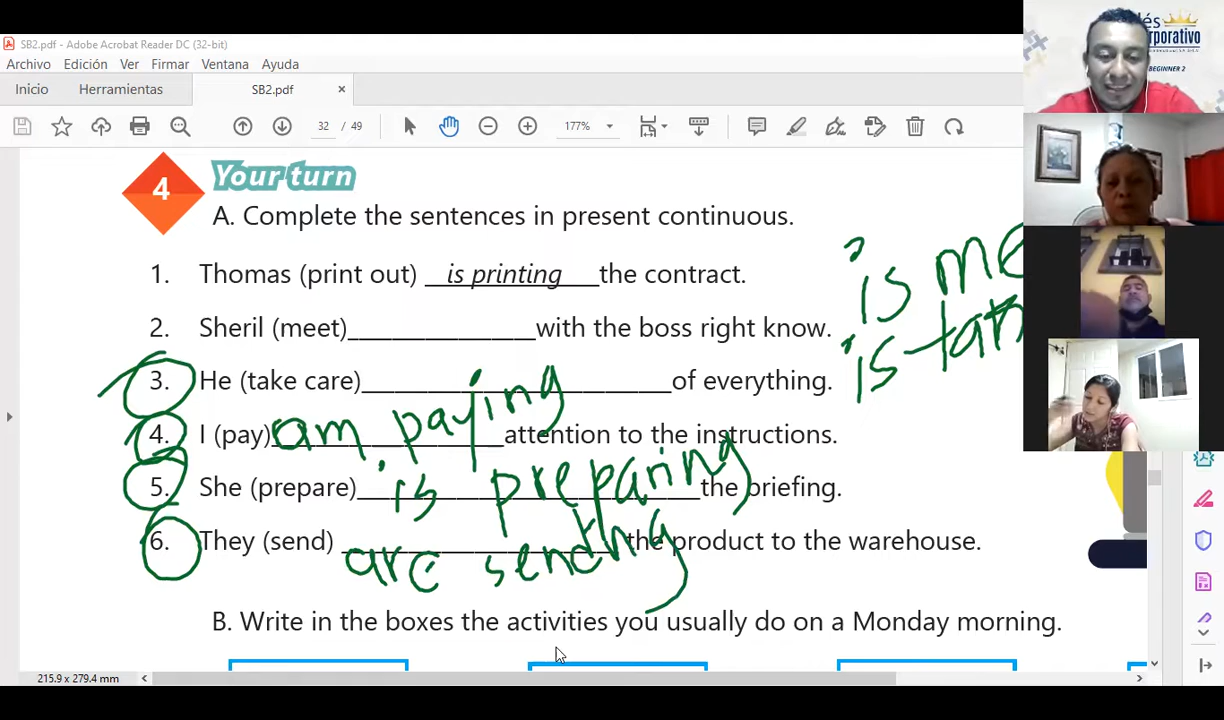 SB2.pdf - Adobe Acrobat Reader DC (32-bit)
Archivo Edición Ver Firmar Ventana Ayuda
Inicio Herramientas SB2.pdf ×
32 / 49 177%
BEGINNER 2
4 Your turn
A. Complete the sentences in present continuous.
1. Thomas (print out) is printing the contract.
2. Sheril (meet) with the boss right know.
is
3. He (take care) of everything.
is
4. I (pay) am paying attention to the instructions.
5. She (prepare) is preparing the briefing.
6. They (send) are sending the product to the warehouse.
B. Write in the boxes the activities you usually do on a Monday morning.
215.9 x 279.4 mm